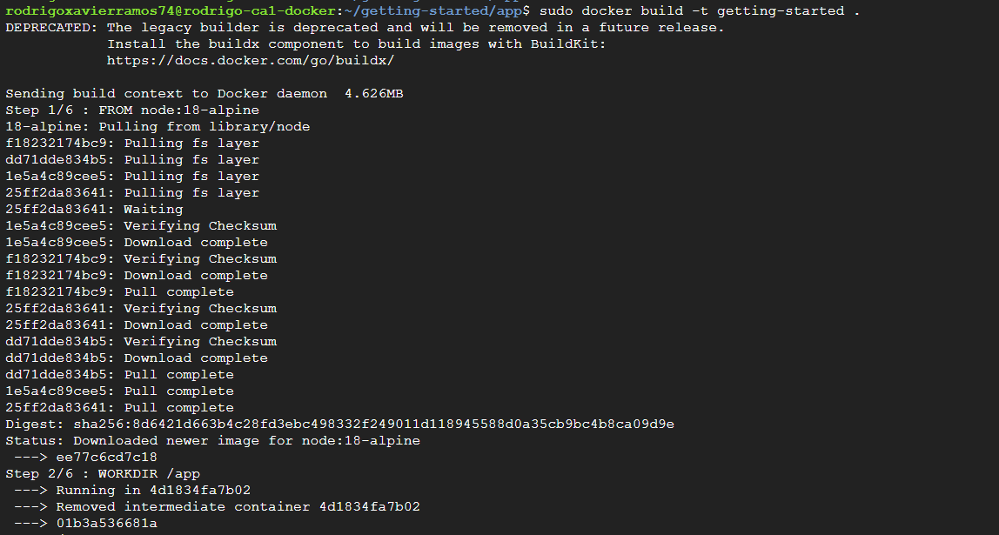 rodrigoxavierramos74@rodrigo-ca1-docker:~/getting-started/app$ sudo docker build -t getting-started .
DEPRECATED: The legacy builder is deprecated and will be removed in a future release.
            Install the buildx component to build images with BuildKit:
            https://docs.docker.com/go/buildx/

Sending build context to Docker daemon  4.626MB
Step 1/6 : FROM node:18-alpine
18-alpine: Pulling from library/node
f18232174bc9: Pulling fs layer
dd71dde834b5: Pulling fs layer
1e5a4c89cee5: Pulling fs layer
25ff2da83641: Pulling fs layer
25ff2da83641: Waiting
1e5a4c89cee5: Verifying Checksum
1e5a4c89cee5: Download complete
f18232174bc9: Verifying Checksum
f18232174bc9: Download complete
f18232174bc9: Pull complete
25ff2da83641: Verifying Checksum
25ff2da83641: Download complete
dd71dde834b5: Verifying Checksum
dd71dde834b5: Download complete
dd71dde834b5: Pull complete
1e5a4c89cee5: Pull complete
25ff2da83641: Pull complete
Digest: sha256:8d6421d663b4c28fd3ebc498332f249011d118945588d0a35cb9bc4b8ca09d9e
Status: Downloaded newer image for node:18-alpine
 ---> ee77c6cd7c18
Step 2/6 : WORKDIR /app
 ---> Running in 4d1834fa7b02
 ---> Removed intermediate container 4d1834fa7b02
 ---> 01b3a536681a